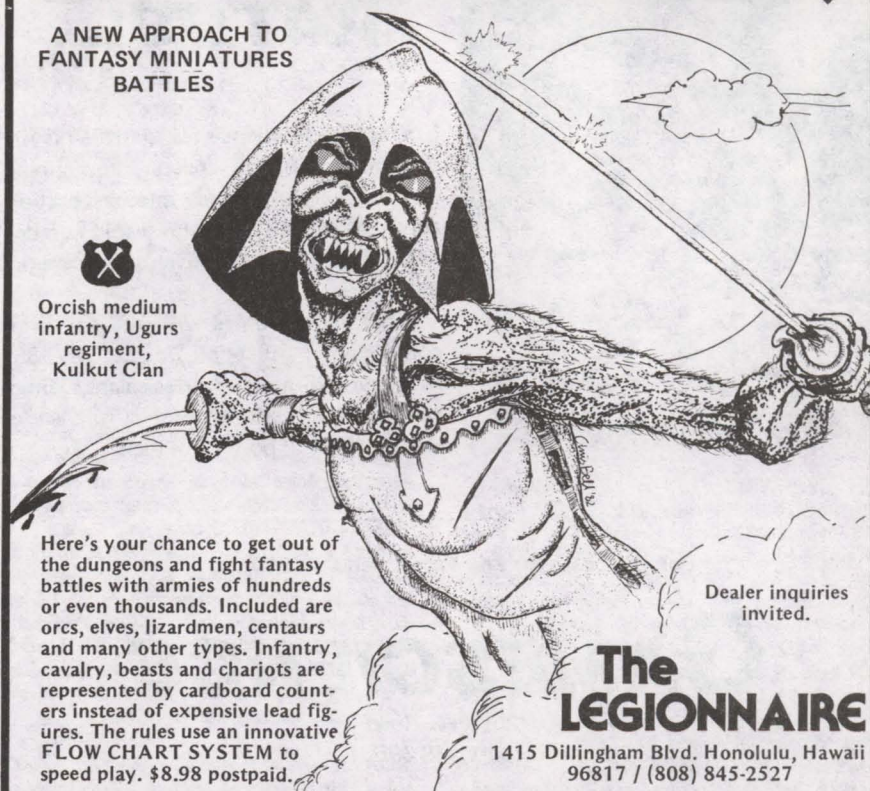 A NEW APPROACH TO
FANTASY MINIATURES
BATTLES
Orcish medium
infantry, Ugurs
regiment,
Kulkut Clan
Here's your chance to get out of
the dungeons and fight fantasy
battles with armies of hundreds
or even thousands. Included are
orcs, elves, lizardmen, centaurs
and many other types. Infantry,
cavalry, beasts and chariots are
represented by cardboard count-
ers instead of expensive lead fig-
ures. The rules use an innovative
FLOW CHART SYSTEM to
speed play. $8.98 postpaid.
Dealer inquiries
invited.
The
LEGIONNAIRE
1415 Dillingham Blvd. Honolulu, Hawaii
96817 / (808) 845-2527